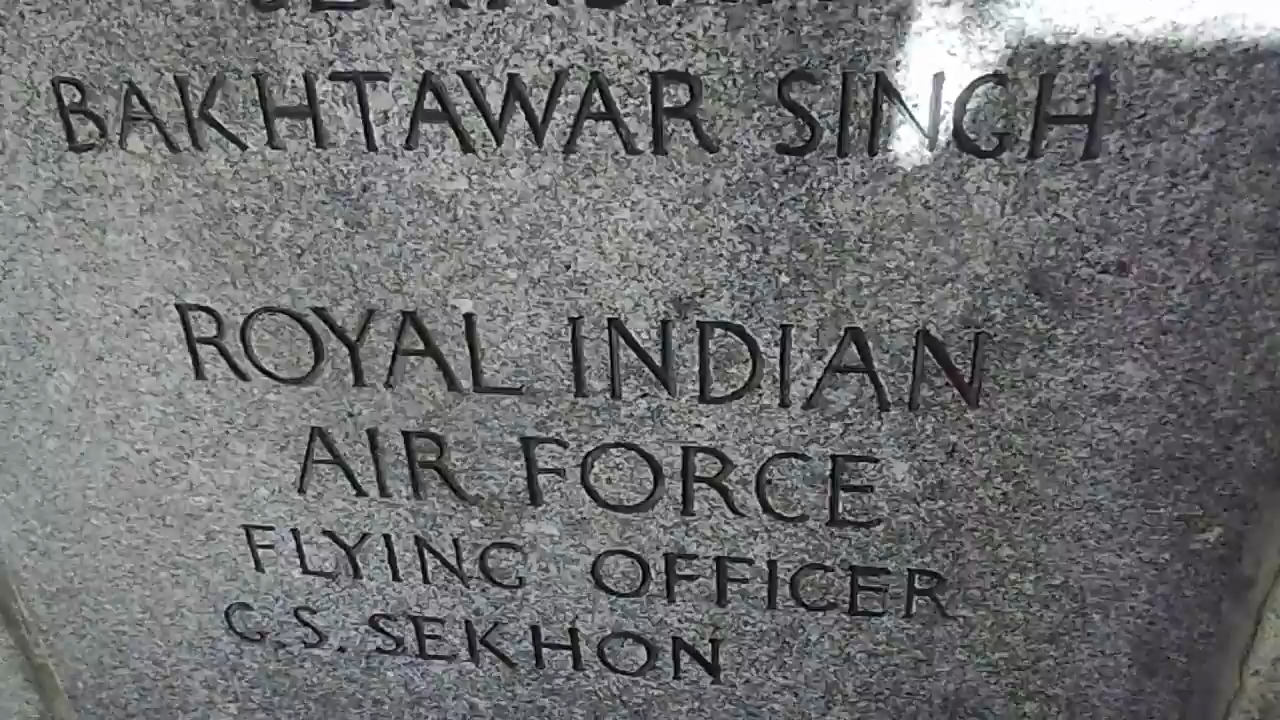 BAKHTAWAR SINGH
ROYAL INDIAN
AIR FORCE
FLYING OFFICER
G.S. SEKHON